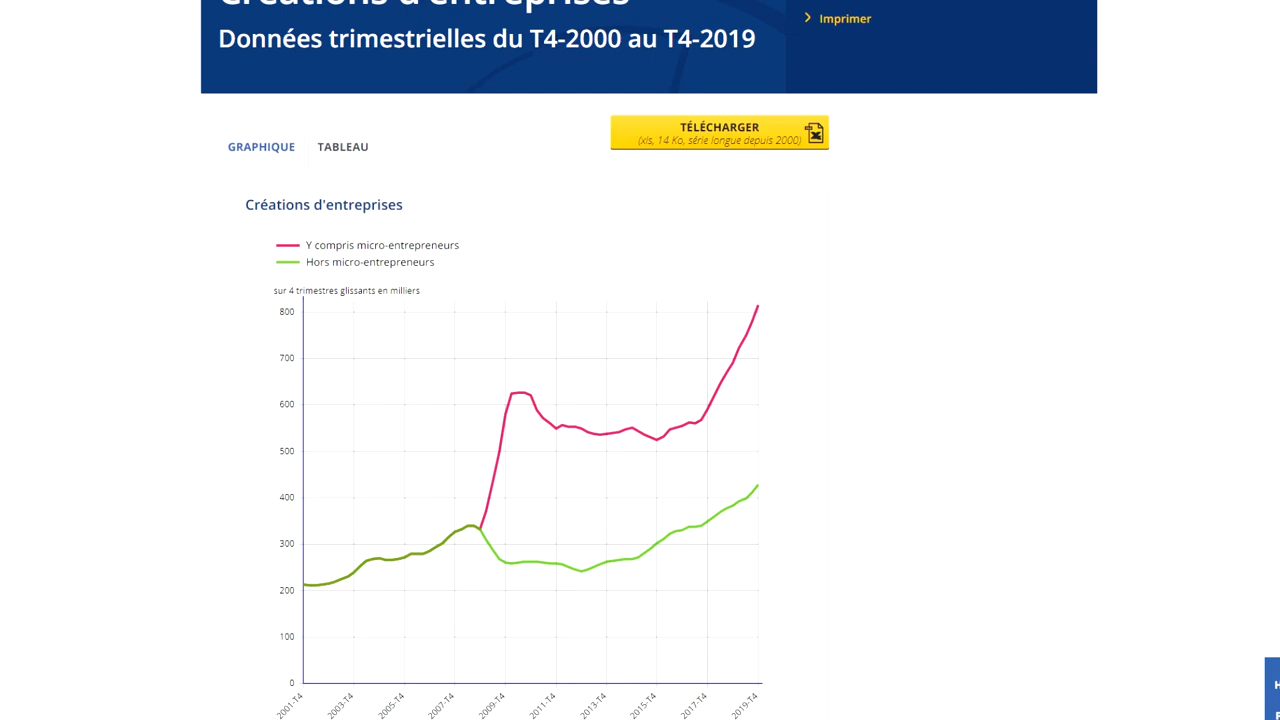 Créations d'entreprises
Imprimer
Données trimestrielles du T4-2000 au T4-2019
TÉLÉCHARGER
(xls, 14 Ko, série longue depuis 2000)
GRAPHIQUE TABLEAU
Créations d'entreprises
Y compris micro-entrepreneurs
Hors micro-entrepreneurs
sur 4 trimestres glissants en milliers
800
700
600
500
400
300
200
100
0
2001-T4 2003-T4 2005-T4 2007-T4 2009-T4 2011-T4 2013-T4 2015-T4 2017-T4 2019-T4